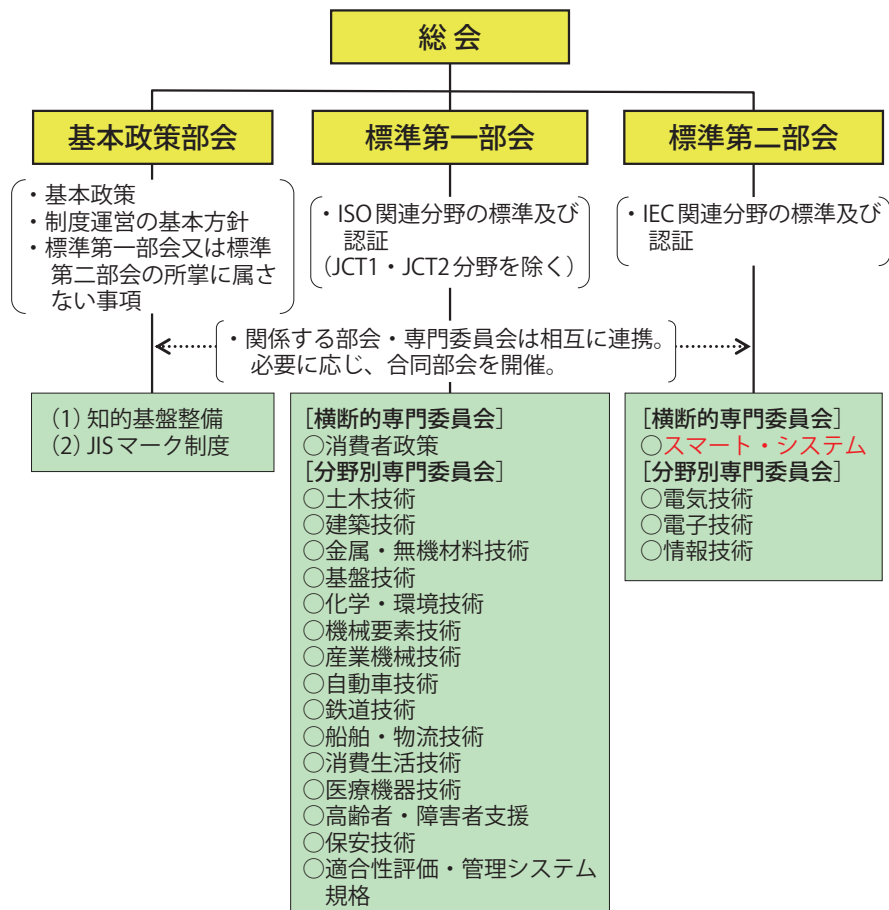 総 会
基本政策部会
標準第一部会
標準第二部会
・基本政策
・制度運営の基本方針
・標準第一部会又は標準
第二部会の所掌に属さ
ない事項
・ISO関連分野の標準及び
認証
(JCT1・JCT2分野を除く)
・IEC関連分野の標準及び
認証
・関係する部会・専門委員会は相互に連携。
必要に応じ、合同部会を開催。
(1) 知的基盤整備
(2) JISマーク制度
[横断的専門委員会]
○消費者政策
[分野別専門委員会]
○土木技術
○建築技術
○金属・無機材料技術
○基盤技術
○化学・環境技術
○機械要素技術
○産業機械技術
○自動車技術
○鉄道技術
○船舶・物流技術
○消費生活技術
○医療機器技術
○高齢者・障害者支援
○保安技術
○適合性評価・管理システム
規格
[横断的専門委員会]
○スマート・システム
[分野別専門委員会]
○電気技術
○電子技術
○情報技術